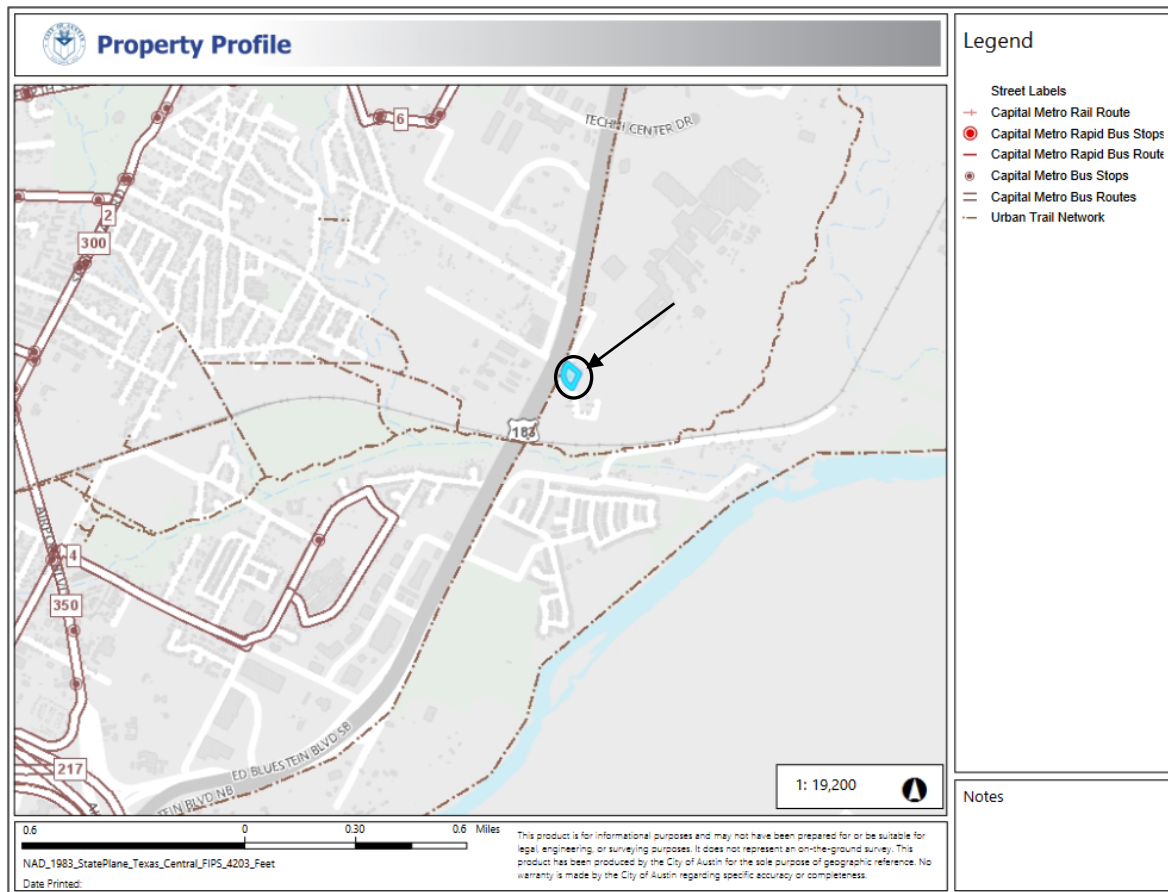 Property Profile
Legend
Street Labels
Capital Metro Rail Route
Capital Metro Rapid Bus Stops
Capital Metro Rapid Bus Route
Capital Metro Bus Stops
Capital Metro Bus Routes
Urban Trail Network
6
TECHNI CENTER DR
2
300
183
4
AIRPORT BLVD
350
217
ED BLUESTEIN BLVD SB
TEIN BLVD NB
1: 19,200
Notes
0.6 0 0.30 0.6 Miles
NAD_1983_StatePlane_Texas_Central_FIPS_4203_Feet
Date Printed:
This product is for informational purposes and may not have been prepared for or be suitable for
legal, engineering, or surveying purposes. It does not represent an on-the-ground survey. This
product has been produced by the City of Austin for the sole purpose of geographic reference. No
warranty is made by the City of Austin regarding specific accuracy or completeness.